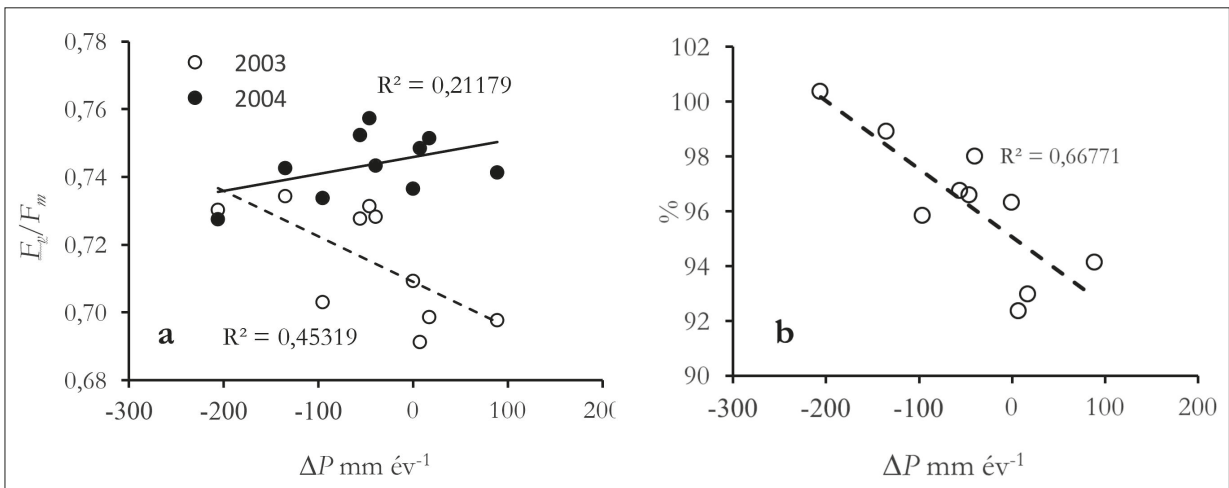 0,78
0,76
0,74
0,72
0,70
0,68
Fv/Fm
2003
2004
R² = 0,21179
R² = 0,45319
a
-300 -200 -100 0 100 200
ΔP mm év-1
102
100
98
96
94
92
90
%
R² = 0,66771
b
-300 -200 -100 0 100 200
ΔP mm év-1